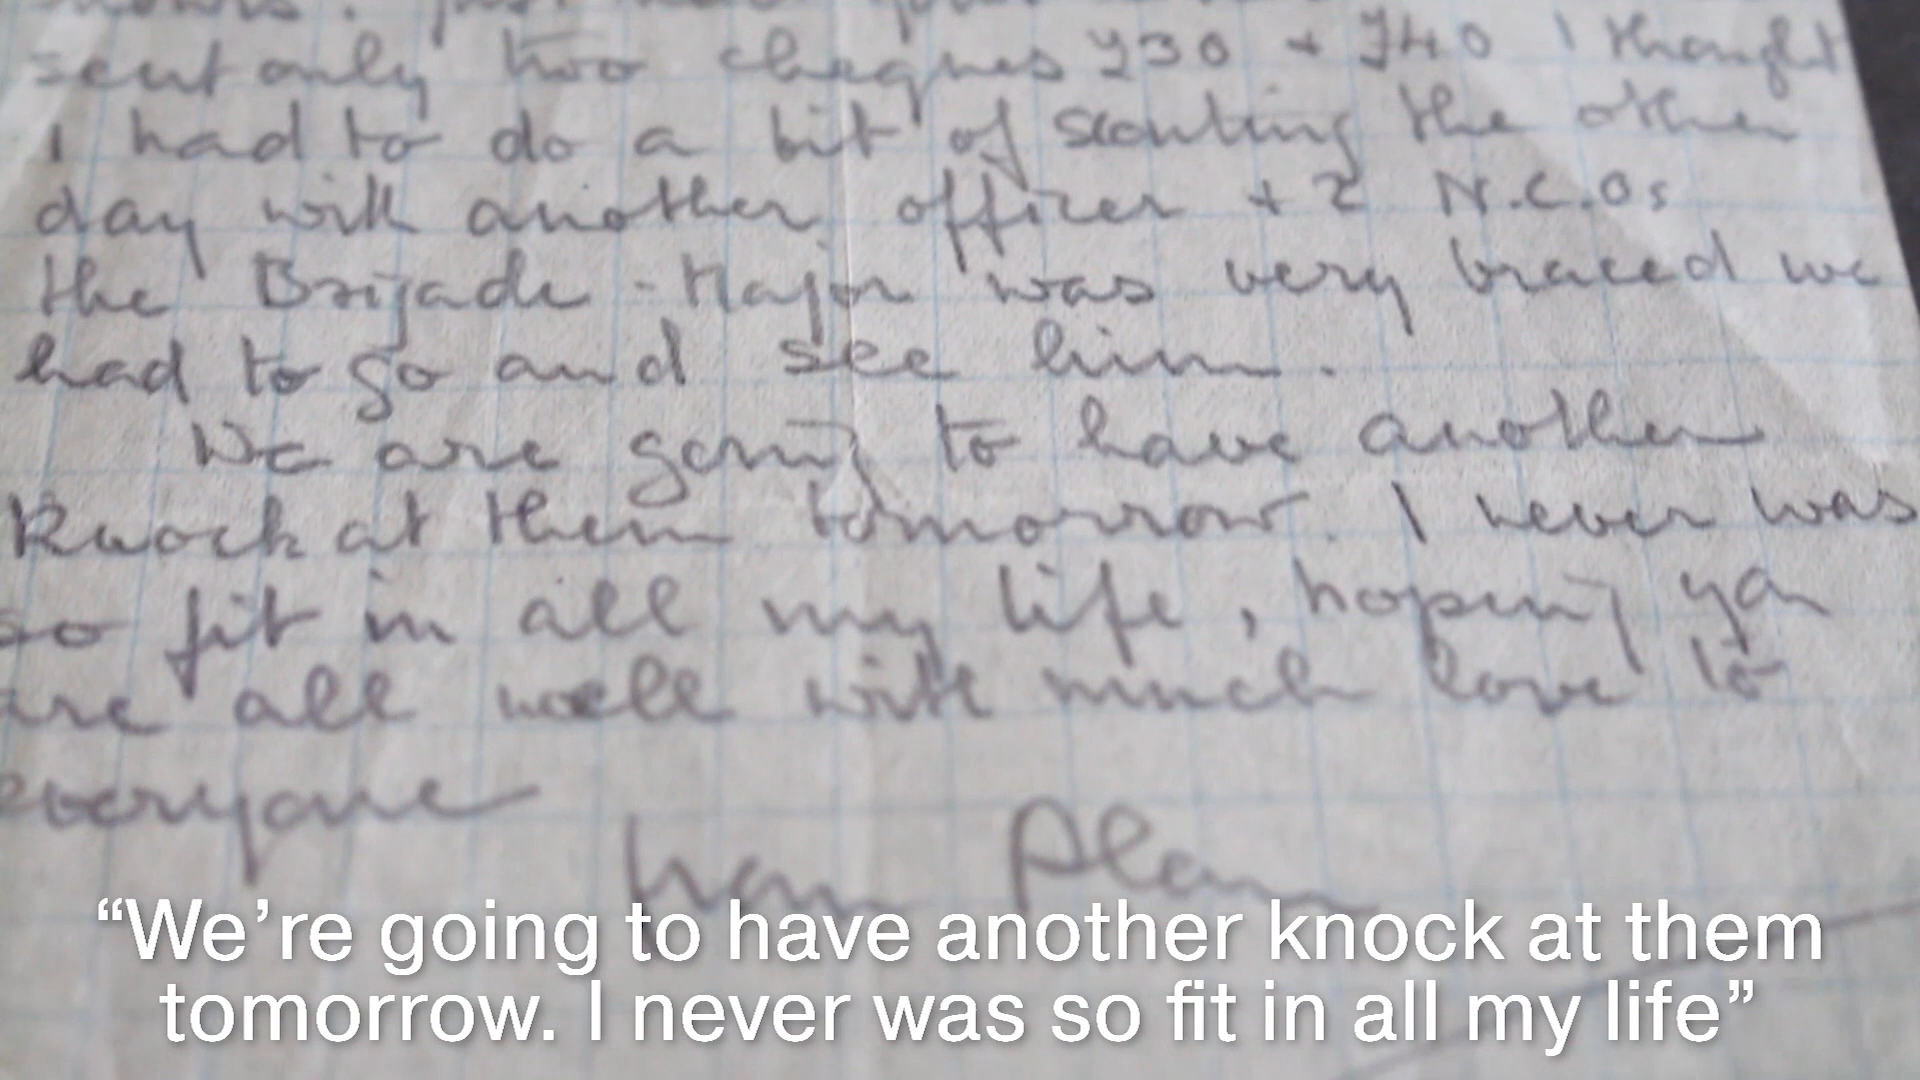 sent only two cheques £30 + £40 I thought
I had to do a bit of scouting the other
day with another officer + 2 N.C.Os
the Brigade-Major was very braced we
had to go and see him.
We are going to have another
knock at them tomorrow. I never was
so fit in all my life, hoping you
are all well with much love to
everyone
from Alan
“We’re going to have another knock at them
tomorrow. I never was so fit in all my life”